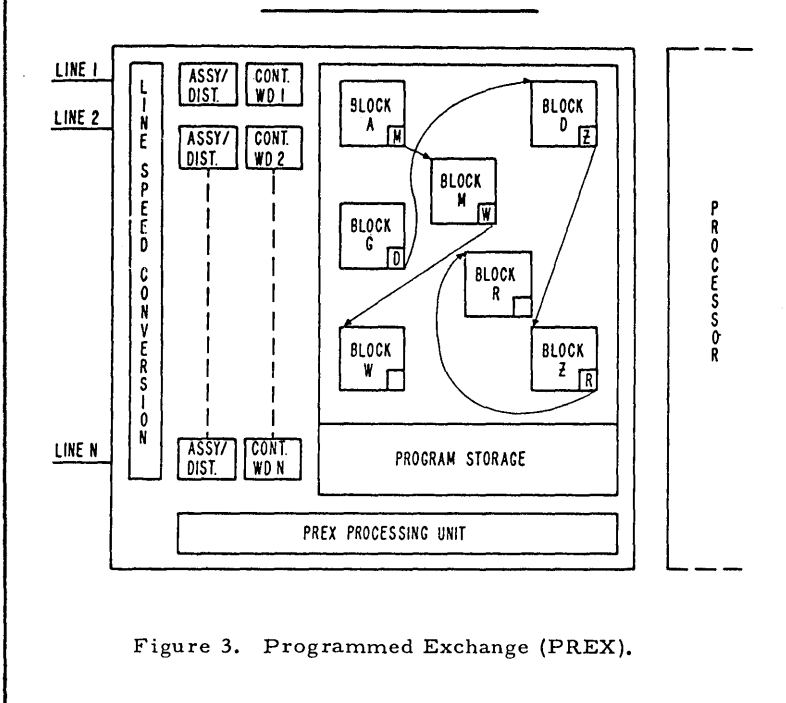 LINE 1
LINE 2
LINE N
LINE SPEED CONVERSION
ASSY/
DIST.
CONT.
WD 1
ASSY/
DIST.
CONT.
WD 2
ASSY/
DIST.
CONT.
WD N
BLOCK
A
M
BLOCK
D
Z
BLOCK
M
W
BLOCK
G
D
BLOCK
R
BLOCK
W
BLOCK
Z
R
PROGRAM STORAGE
PREX PROCESSING UNIT
PROCESSOR
Figure 3. Programmed Exchange (PREX).